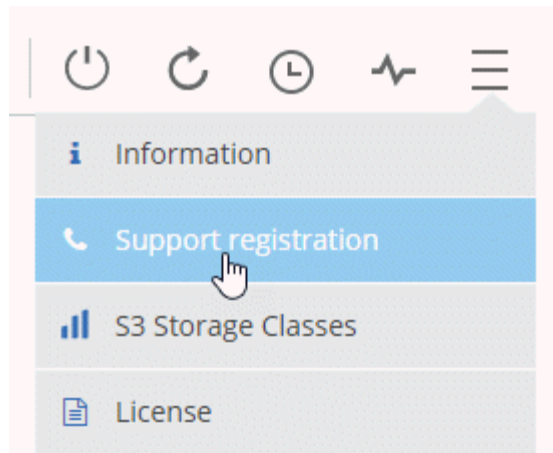 Information
Support registration
S3 Storage Classes
License